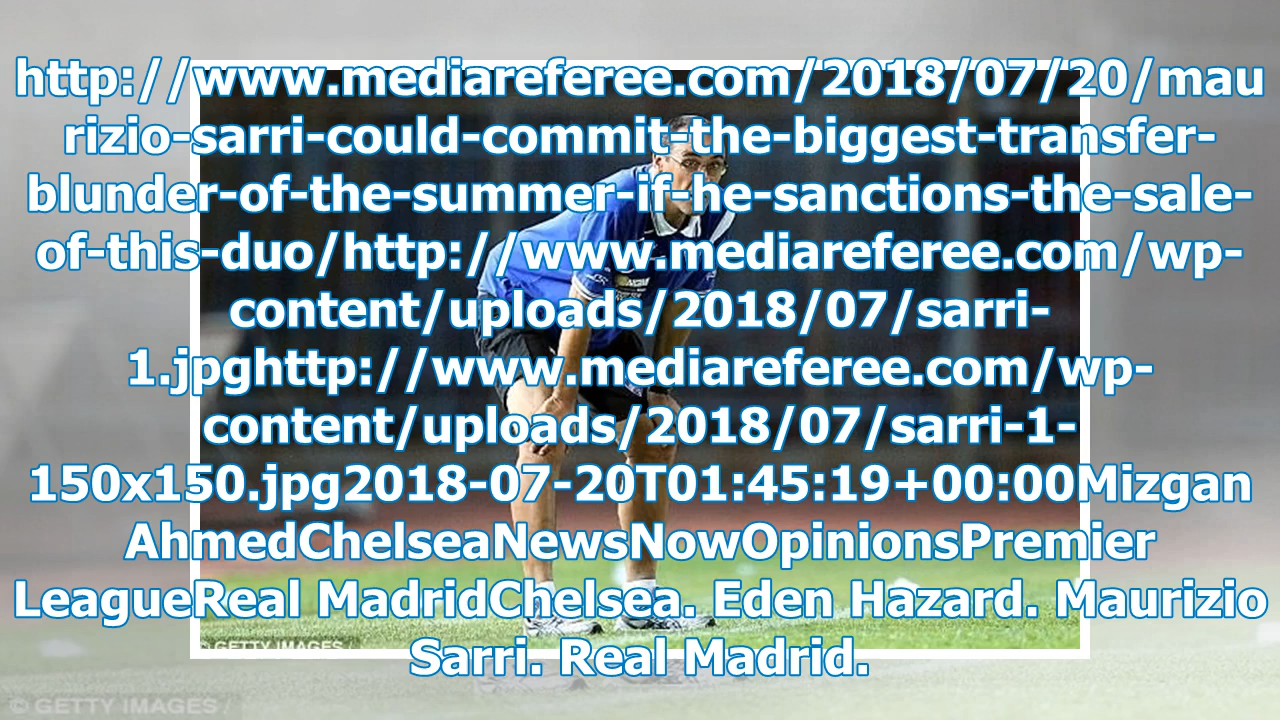 http://www.mediareferee.com/2018/07/20/mau
rizio-sarri-could-commit-the-biggest-transfer-
blunder-of-the-summer-if-he-sanctions-the-sale-
of-this-duo/http://www.mediareferee.com/wp-
content/uploads/2018/07/sarri-
1.jpghttp://www.mediareferee.com/wp-
content/uploads/2018/07/sarri-1-
150x150.jpg2018-07-20T01:45:19+00:00Mizgan
AhmedChelseaNewsNowOpinionsPremier
LeagueReal MadridChelsea. Eden Hazard. Maurizio
Sarri. Real Madrid.
© GETTY IMAGES
© GETTY IMAGES